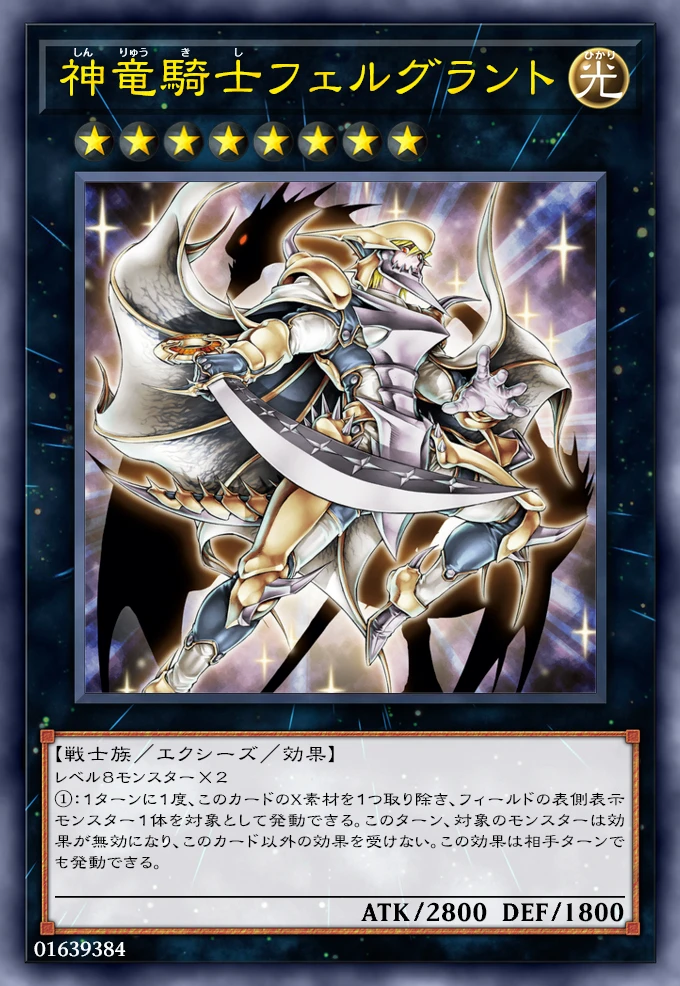 しん りゅう き し ひかり
神竜騎士フェルグラント 光
【戦士族／エクシーズ／効果】
レベル８モンスター×２
①：１ターンに１度、このカードのX素材を１つ取り除き、フィールドの表側表示
モンスター１体を対象として発動できる。このターン、対象のモンスターは効
果が無効になり、このカード以外の効果を受けない。この効果は相手ターンで
も発動できる。
ATK/2800 DEF/1800
01639384